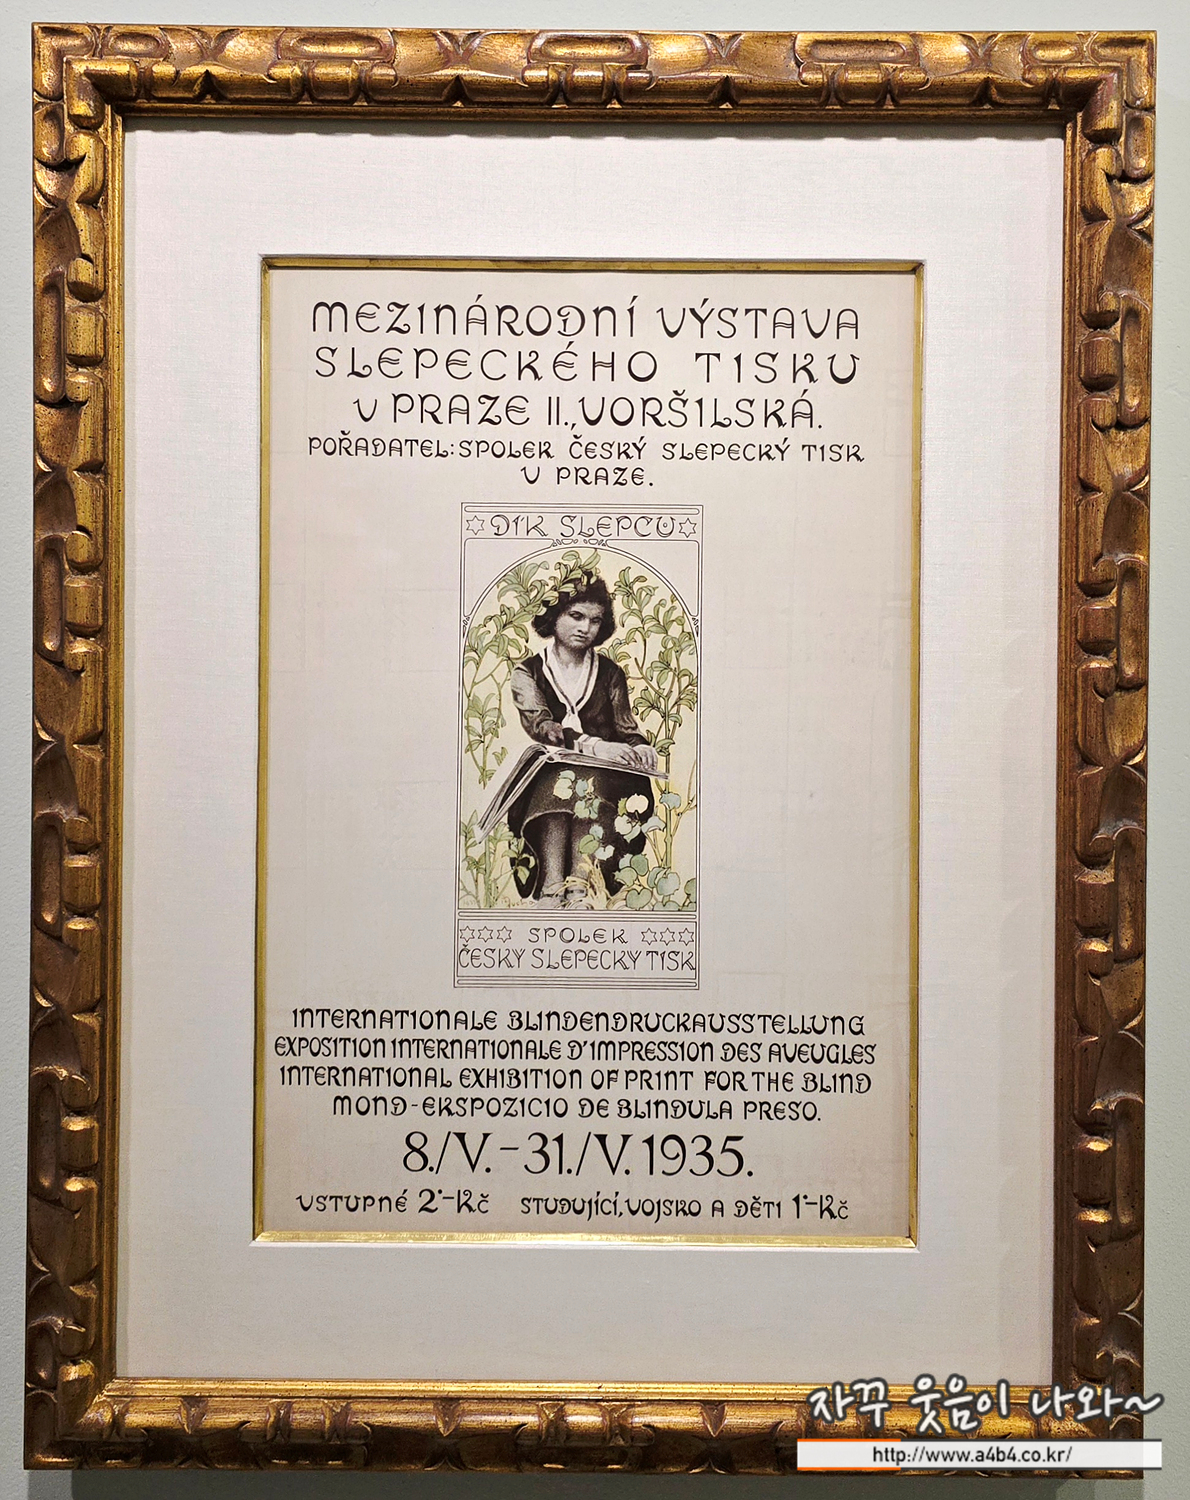 MEZINÁRODNÍ VÝSTAVA
SLEPECKÉHO TISKU
V PRAZE II., VORŠILSKÁ.
POŘADATEL: SPOLEK ČESKÝ SLEPECKÝ TISK
V PRAZE.
DÍK SLEPCŮ
Mucha
SPOLEK
ČESKÝ SLEPECKÝ TISK
INTERNATIONALE BLINDENDRUCKAUSSTELLUNG
EXPOSITION INTERNATIONALE D'IMPRESSION DES AVEUGLES
INTERNATIONAL EXHIBITION OF PRINT FOR THE BLIND
MOND-EKSPOZICIO DE BLINDULA PRESO.
8./V.-31./V. 1935.
VSTUPNÉ 2·-Kč STUDUJÍCÍ, VOJSKO A DĚTI 1·-Kč
자꾸 웃음이 나와~
http://www.a4b4.co.kr/